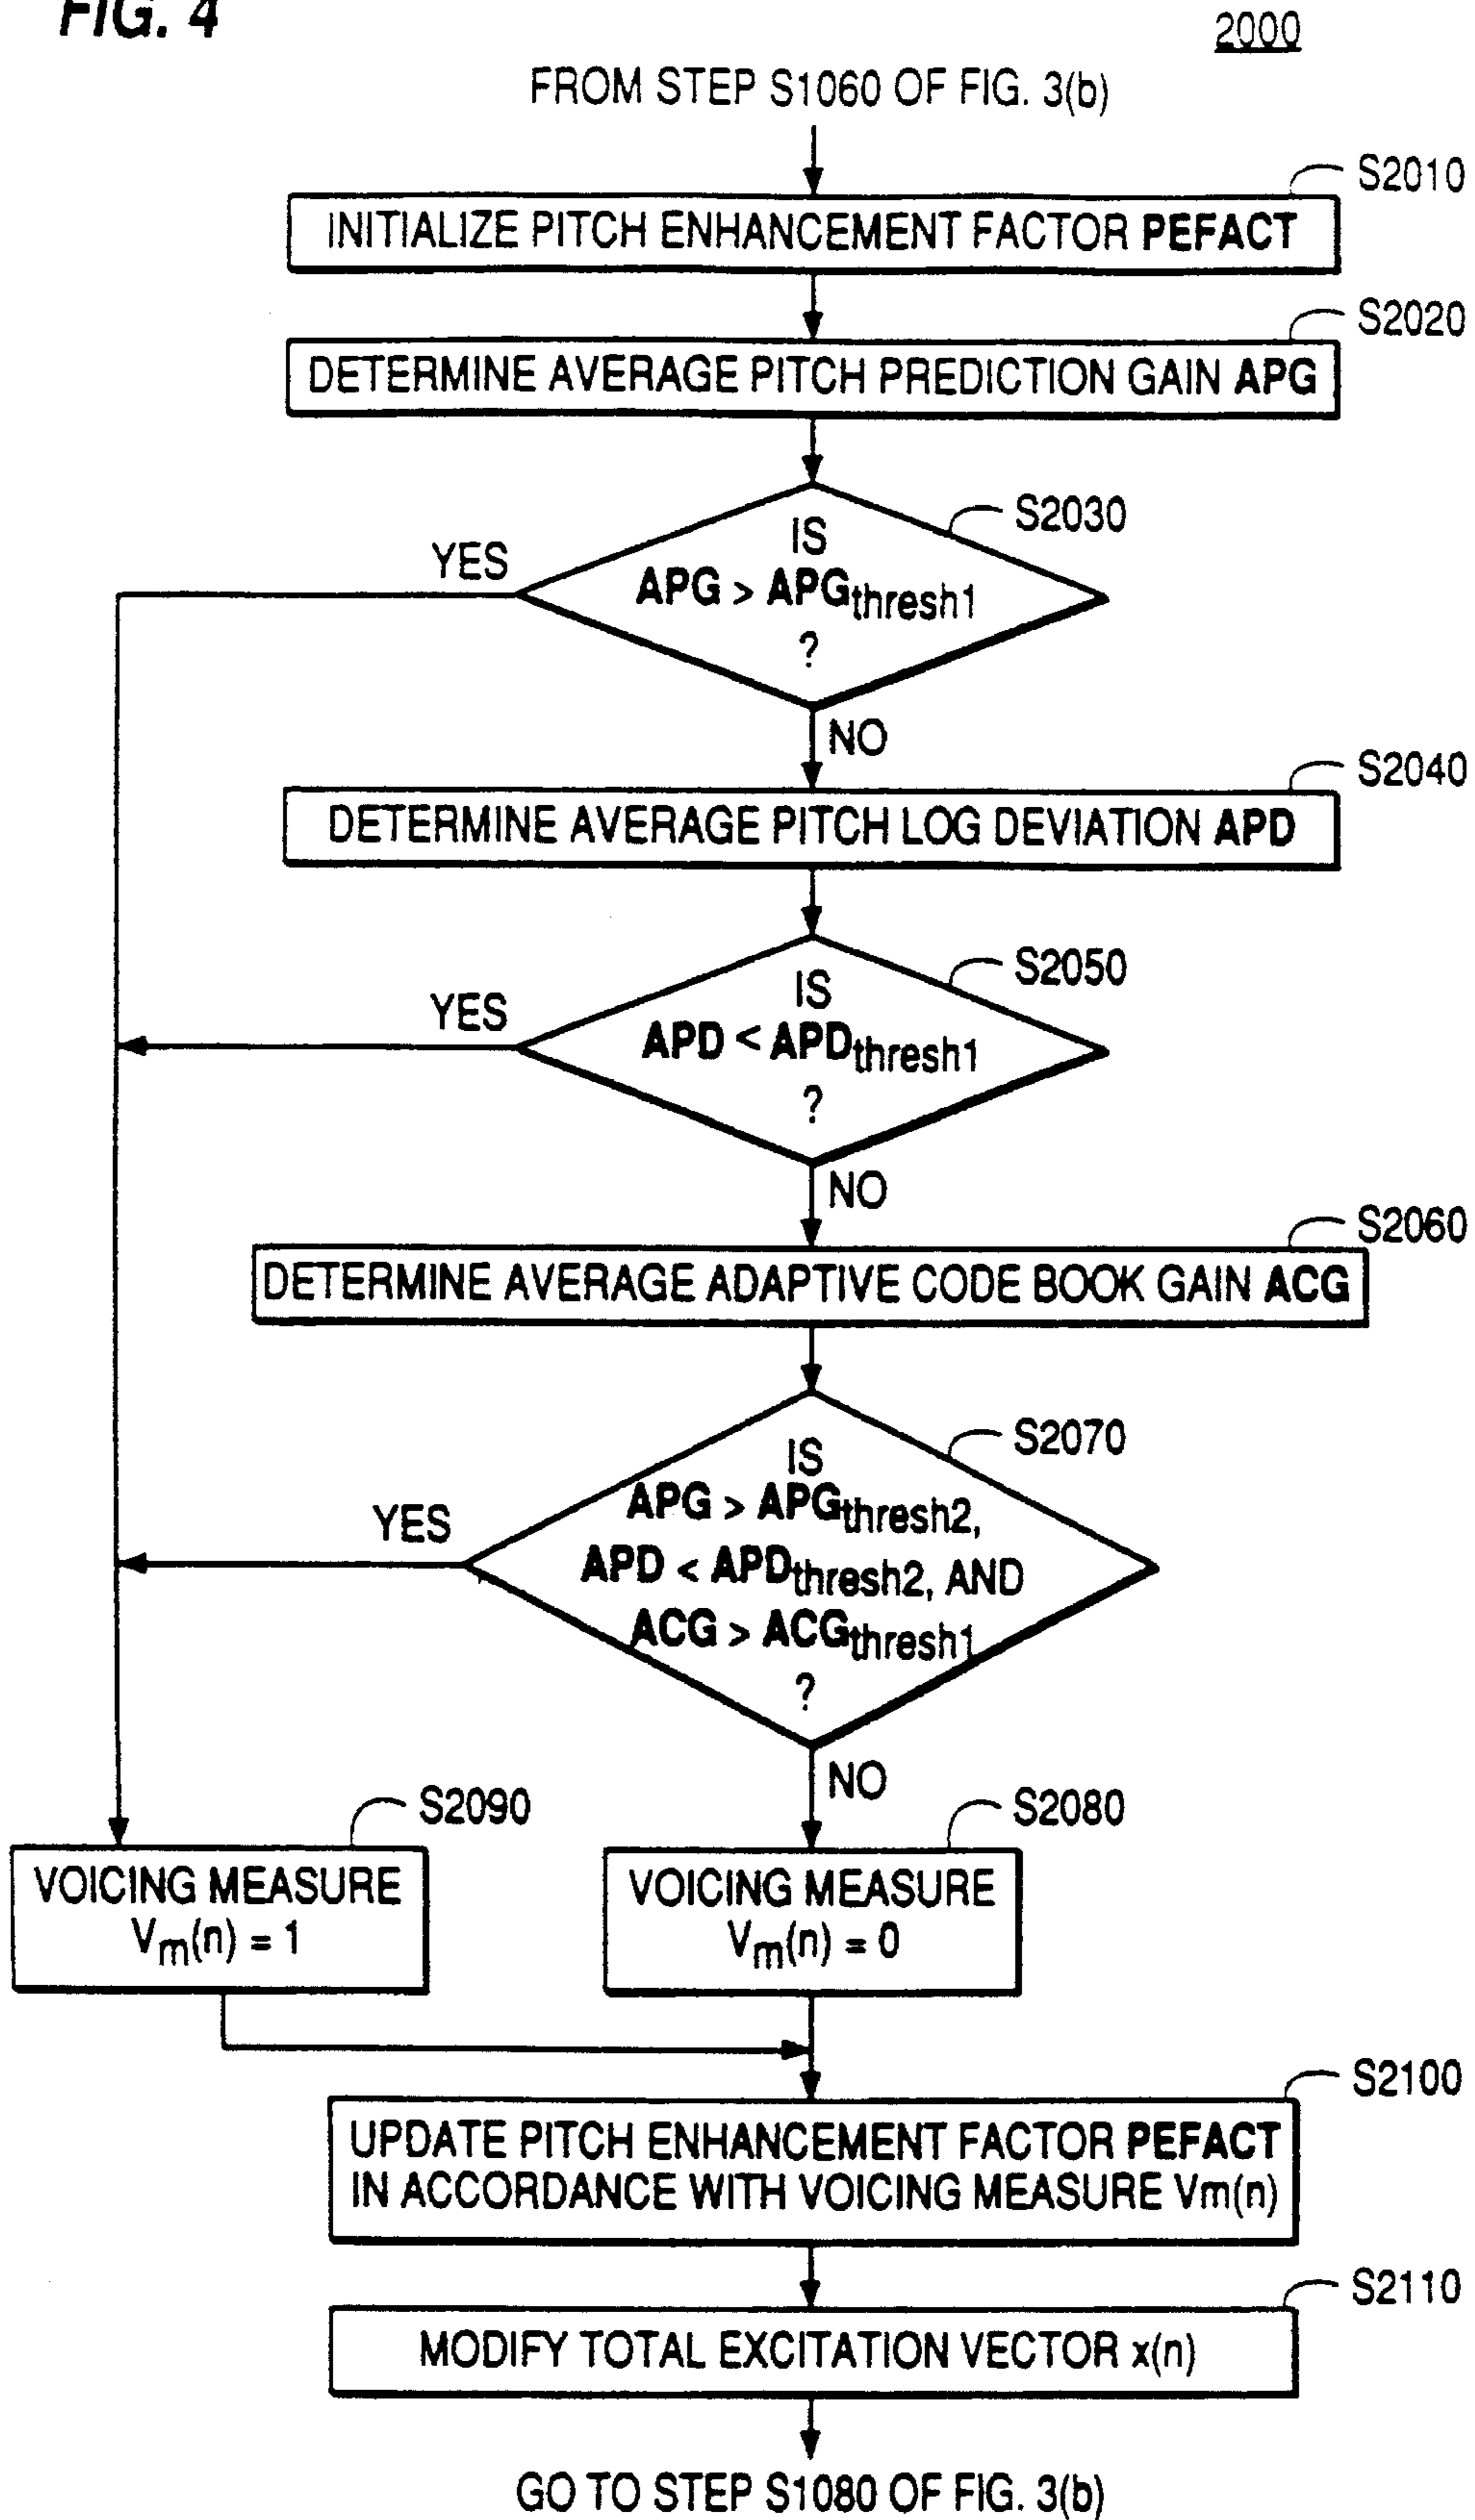 FIG. 4
2000
FROM STEP S1060 OF FIG. 3(b)
S2010
INITIALIZE PITCH ENHANCEMENT FACTOR PEFACT
S2020
DETERMINE AVERAGE PITCH PREDICTION GAIN APG
S2030
IS
YES
APG > APGthresh1
?
NO
S2040
DETERMINE AVERAGE PITCH LOG DEVIATION APD
S2050
IS
YES
APD < APDthresh1
?
NO
S2060
DETERMINE AVERAGE ADAPTIVE CODE BOOK GAIN ACG
S2070
IS
APG > APGthresh2,
YES
APD < APDthresh2, AND
ACG > ACGthresh1
?
NO
S2090
VOICING MEASURE
Vm(n) = 1
S2080
VOICING MEASURE
Vm(n) = 0
S2100
UPDATE PITCH ENHANCEMENT FACTOR PEFACT
IN ACCORDANCE WITH VOICING MEASURE Vm(n)
S2110
MODIFY TOTAL EXCITATION VECTOR x(n)
GO TO STEP S1080 OF FIG. 3(b)